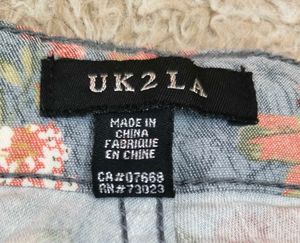 UK2LA
MADE IN
CHINA
FABRIQUE
EN CHINE
CA#07668
RN#73023